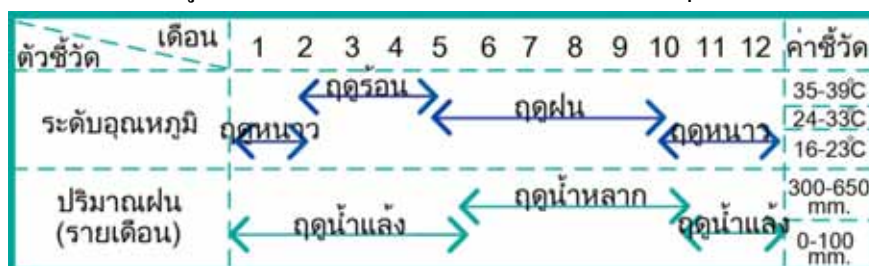 เดือน
ตัวชี้วัด
1 2 3 4 5 6 7 8 9 10 11 12
ค่าชี้วัด
ระดับอุณหภูมิ
ฤดูหนาว
ฤดูร้อน
ฤดูฝน
ฤดูหนาว
35-39°C
24-33°C
16-23°C
ปริมาณฝน
(รายเดือน)
ฤดูน้ำแล้ง
ฤดูน้ำหลาก
ฤดูน้ำแล้ง
300-650
mm.
0-100
mm.